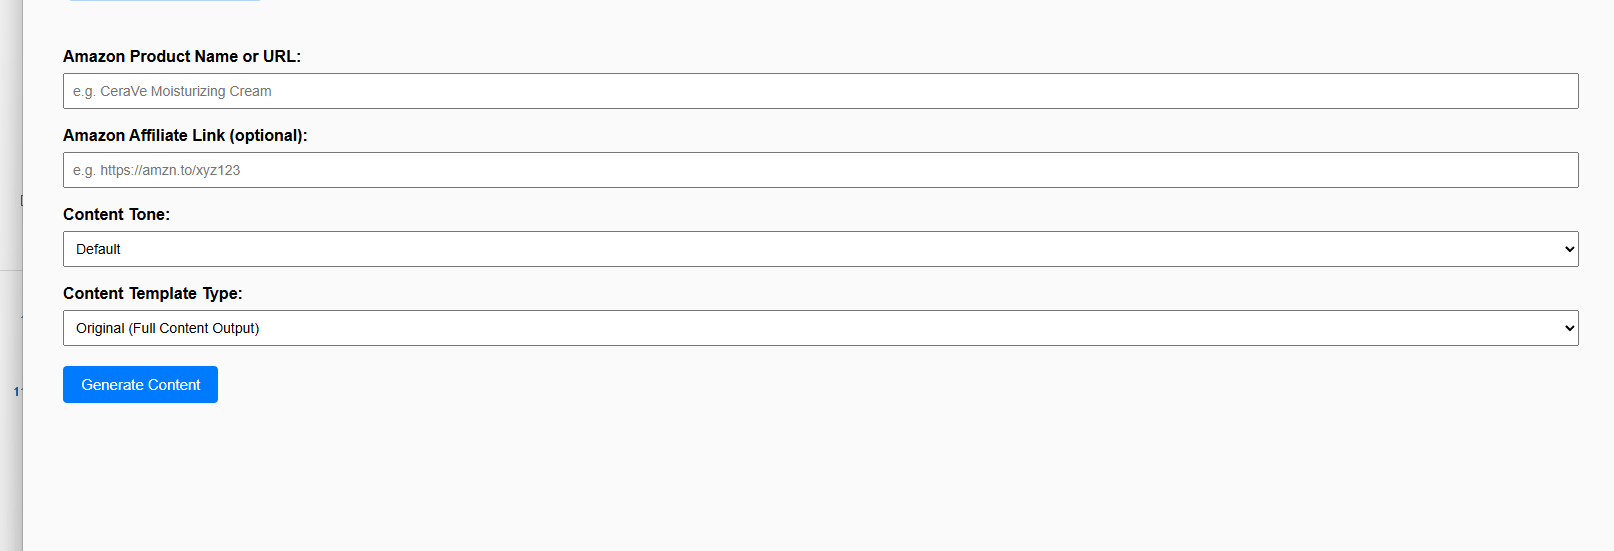 Amazon Product Name or URL:
e.g. CeraVe Moisturizing Cream
Amazon Affiliate Link (optional):
e.g. https://amzn.to/xyz123
Content Tone:
Default
Content Template Type:
Original (Full Content Output)
Generate Content